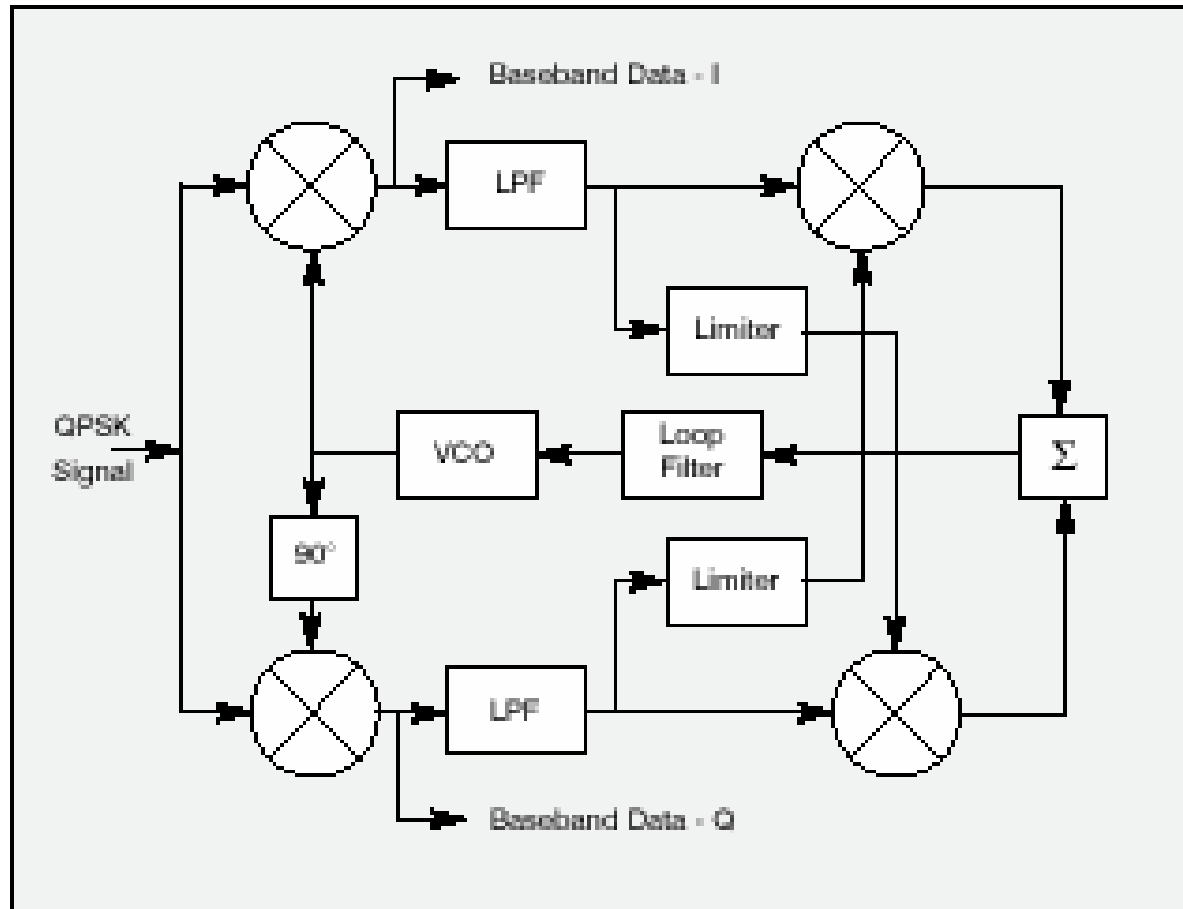 Baseband Data - I
LPF
Limiter
QPSK
Signal
VCO
Loop
Filter
Σ
90°
Limiter
LPF
Baseband Data - Q